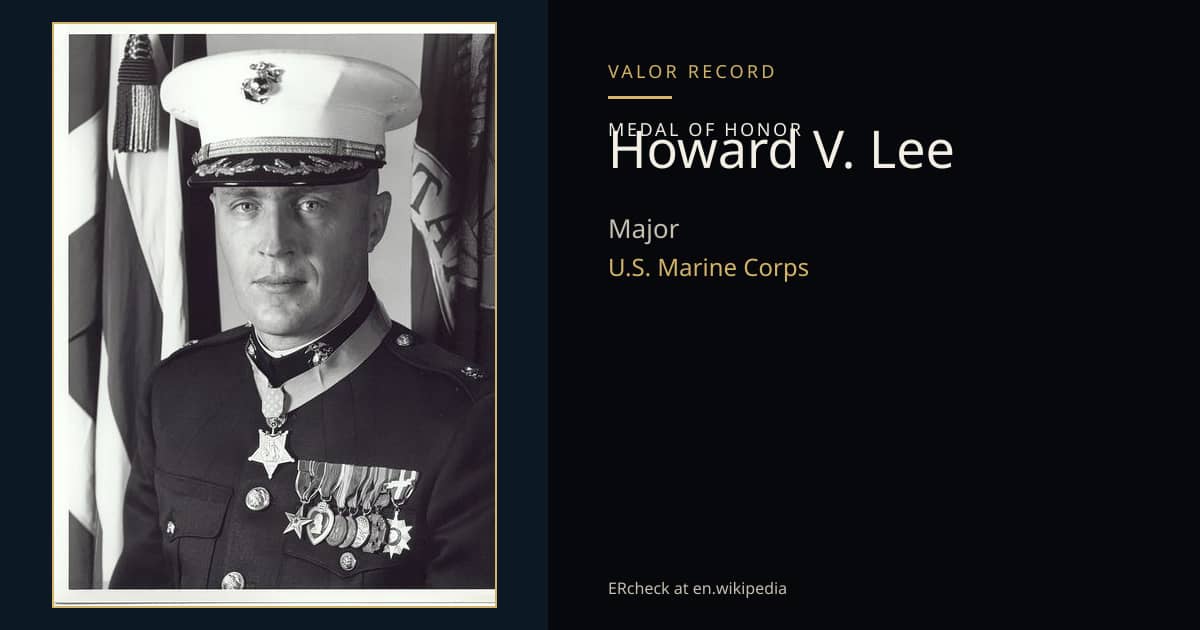 VALOR RECORD
MEDAL OF HONOR
Howard V. Lee
Major
U.S. Marine Corps
ERcheck at en.wikipedia